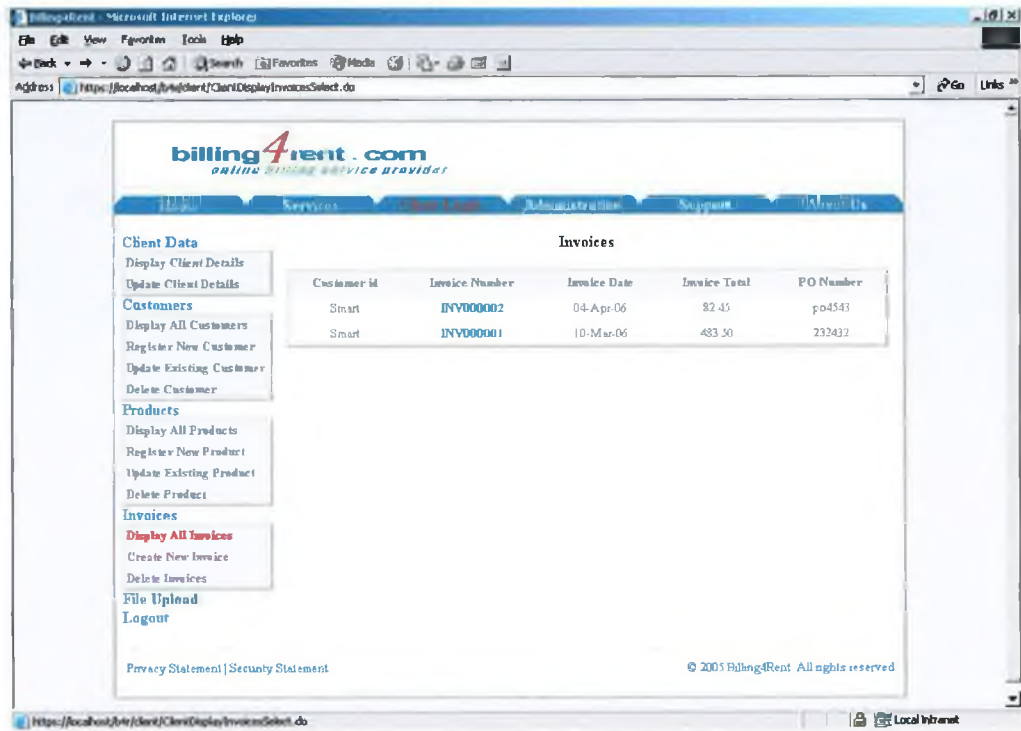 Billing4Rent - Microsoft Internet Explorer
File Edit View Favorites Tools Help
Back Search Favorites Media
Address https://localhost/b4r/client/ClientDisplayInvoicesSelect.do Go Links »
billing4rent.com
online billing service provider
Home Services Client Login Administration Support About Us
Client Data
Display Client Details
Update Client Details
Customers
Display All Customers
Register New Customer
Update Existing Customer
Delete Customer
Products
Display All Products
Register New Product
Update Existing Product
Delete Product
Invoices
Display All Invoices
Create New Invoice
Delete Invoices
File Upload
Logout
Invoices
Customer id Invoice Number Invoice Date Invoice Total PO Number
Smart INV000002 04-Apr-06 82.45 po4543
Smart INV000001 10-Mar-06 483.50 232432
Privacy Statement | Security Statement
© 2005 Billing4Rent. All rights reserved
https://localhost/b4r/client/ClientDisplayInvoicesSelect.do Local intranet